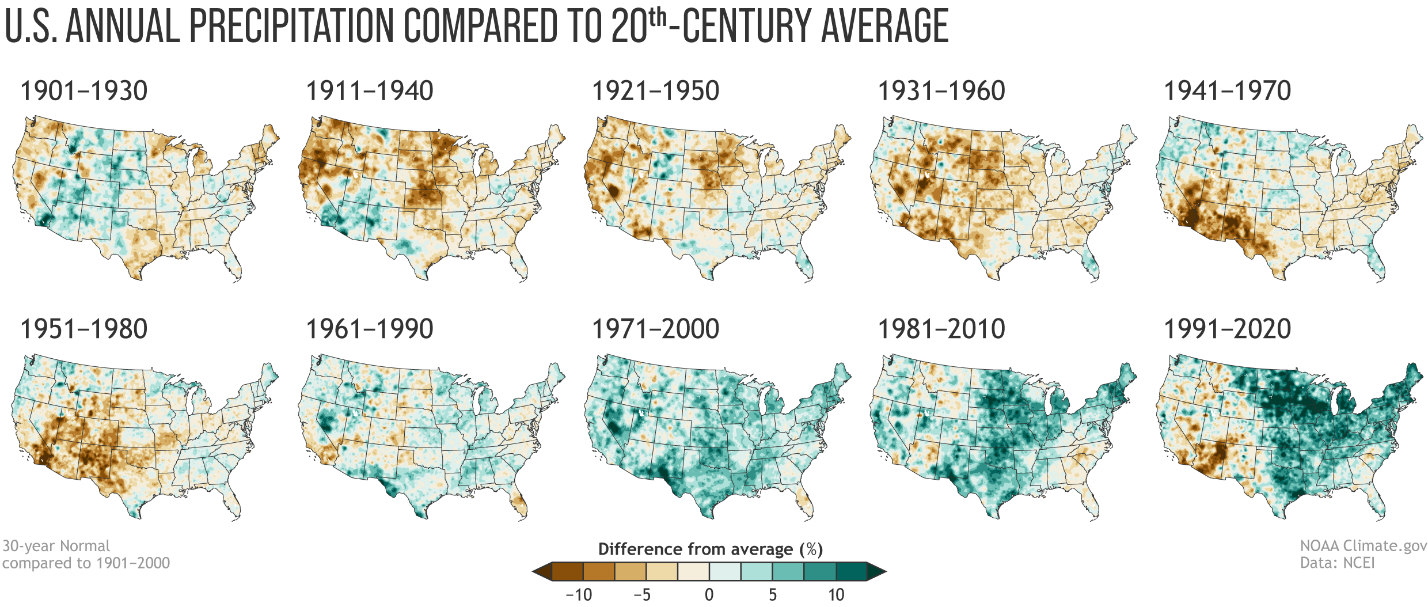 U.S. ANNUAL PRECIPITATION COMPARED TO 20th-CENTURY AVERAGE
1901–1930
1911–1940
1921–1950
1931–1960
1941–1970
1951–1980
1961–1990
1971–2000
1981–2010
1991–2020
30-year Normal
compared to 1901–2000
Difference from average (%)
−10
−5
0
5
10
NOAA Climate.gov
Data: NCEI